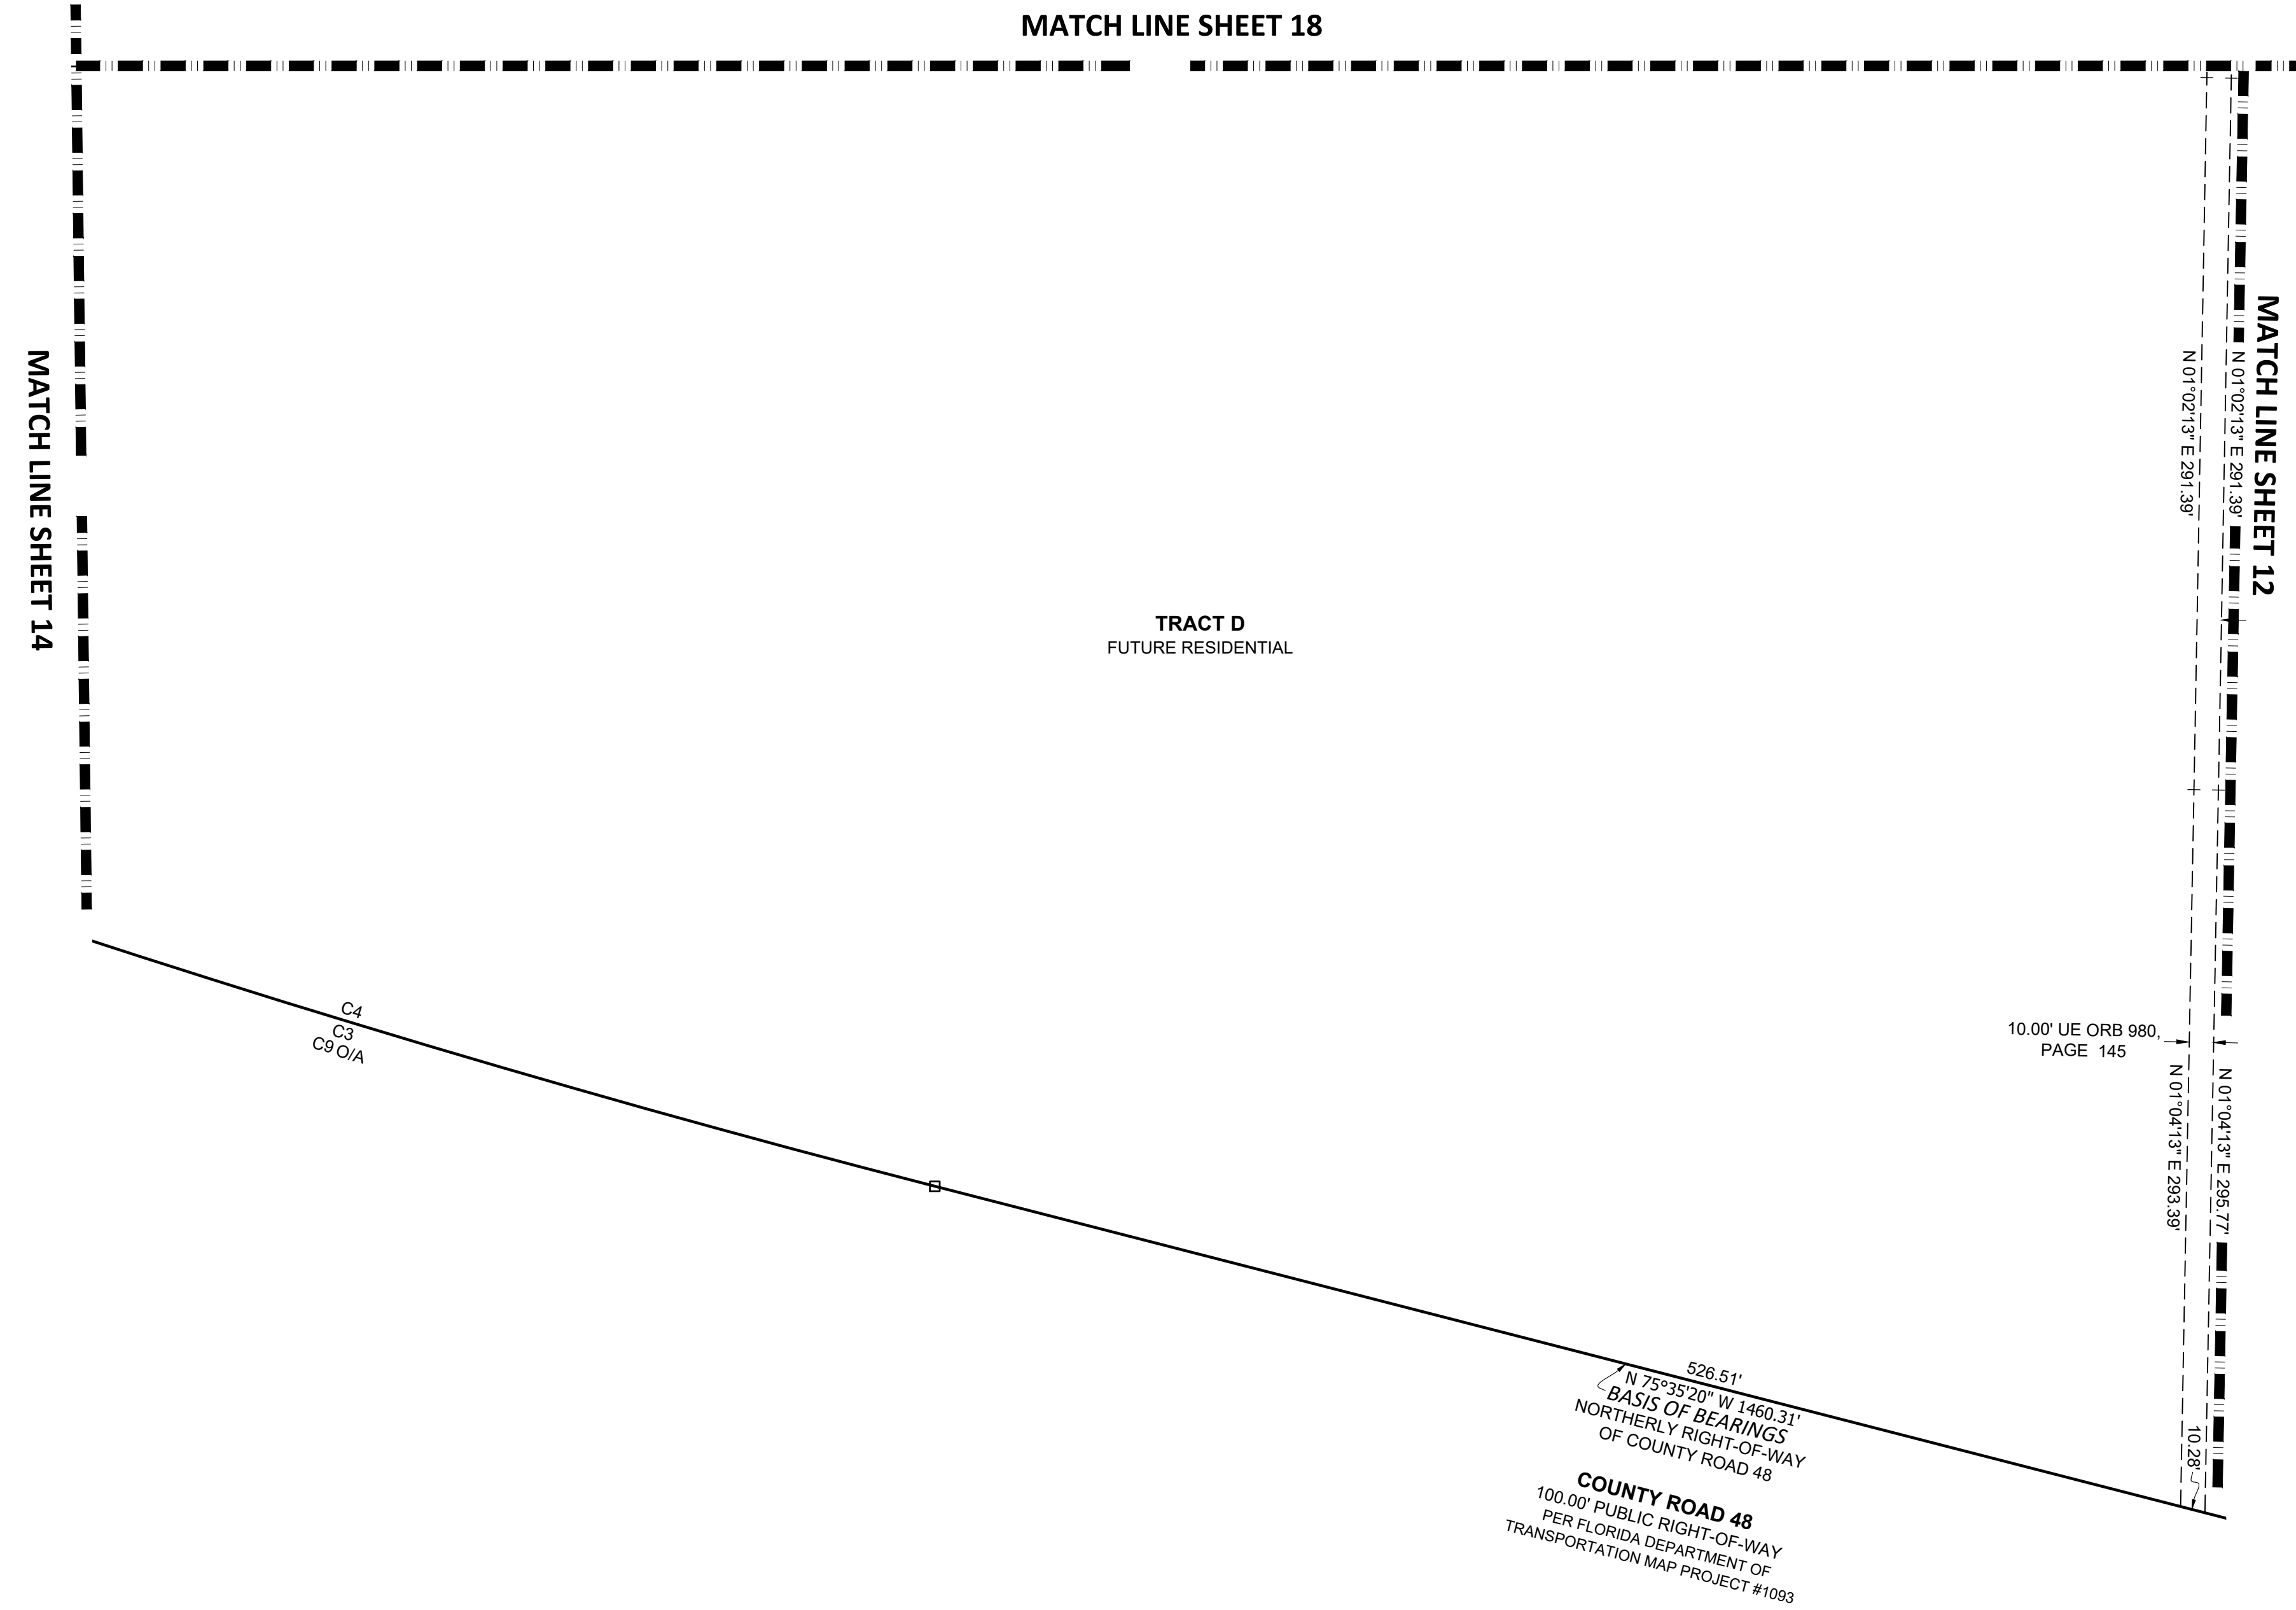 MATCH LINE SHEET 18
MATCH LINE SHEET 14
MATCH LINE SHEET 12
N 01°02'13" E 291.39'
N 01°02'13" E 291.39'
TRACT D
FUTURE RESIDENTIAL
C4
C3
C9 O/A
10.00' UE ORB 980,
PAGE 145
N 01°04'13" E 293.39'
N 01°04'13" E 295.77'
526.51'
N 75°35'20" W 1460.31'
BASIS OF BEARINGS
NORTHERLY RIGHT-OF-WAY
OF COUNTY ROAD 48
10.28'
COUNTY ROAD 48
100.00' PUBLIC RIGHT-OF-WAY
PER FLORIDA DEPARTMENT OF
TRANSPORTATION MAP PROJECT #1093